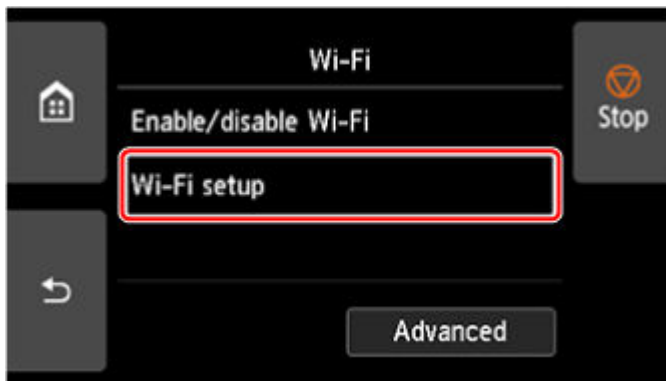 Wi-Fi
Enable/disable Wi-Fi
Stop
Wi-Fi setup
Advanced